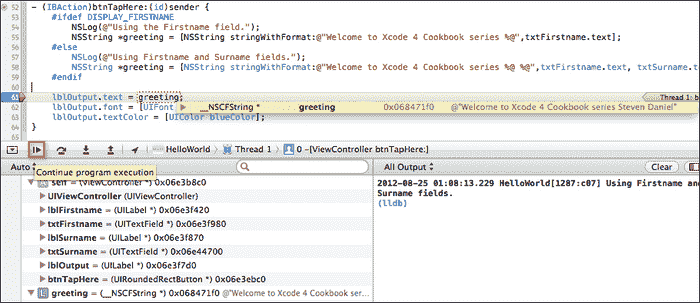 52 - (IBAction)btnTapHere:(id)sender {
53 #ifdef DISPLAY_FIRSTNAME
54 NSLog(@"Using the Firstname field.");
55 NSString *greeting = [NSString stringWithFormat:@"Welcome to Xcode 4 Cookbook series %@",txtFirstname.text];
56 #else
57 NSLog(@"Using Firstname and Surname fields.");
58 NSString *greeting = [NSString stringWithFormat:@"Welcome to Xcode 4 Cookbook series %@ %@",txtFirstname.text, txtSurname.t
59 #endif
60
61 lblOutput.text = greeting; Thread 1: b
62 lblOutput.font = [UIFont __NSCFString * greeting 0x068471f0 @"Welcome to Xcode 4 Cookbook series Steven Daniel"
63 lblOutput.textColor = [UIColor blueColor];
64 }
HelloWorld Thread 1 0 -[ViewController btnTapHere:]
Auto Continue program execution All Output Clear
self = (ViewController *) 0x06e3b8c0
UIViewController = (UIViewController)
lblFirstname = (UILabel *) 0x06e3f420
txtFirstname = (UITextField *) 0x06e3f980
lblSurname = (UILabel *) 0x06e3f870
txtSurname = (UITextField *) 0x06e44700
lblOutput = (UILabel *) 0x06e3f7d0
btnTapHere = (UIRoundedRectButton *) 0x06e3ebc0
greeting = (__NSCFString *) 0x068471f0 @"Welcome to Xcode 4 Cookbook ser...
2012-08-25 01:08:13.229 HelloWorld[1287:c07] Using Firstname and
Surname fields.
(lldb)